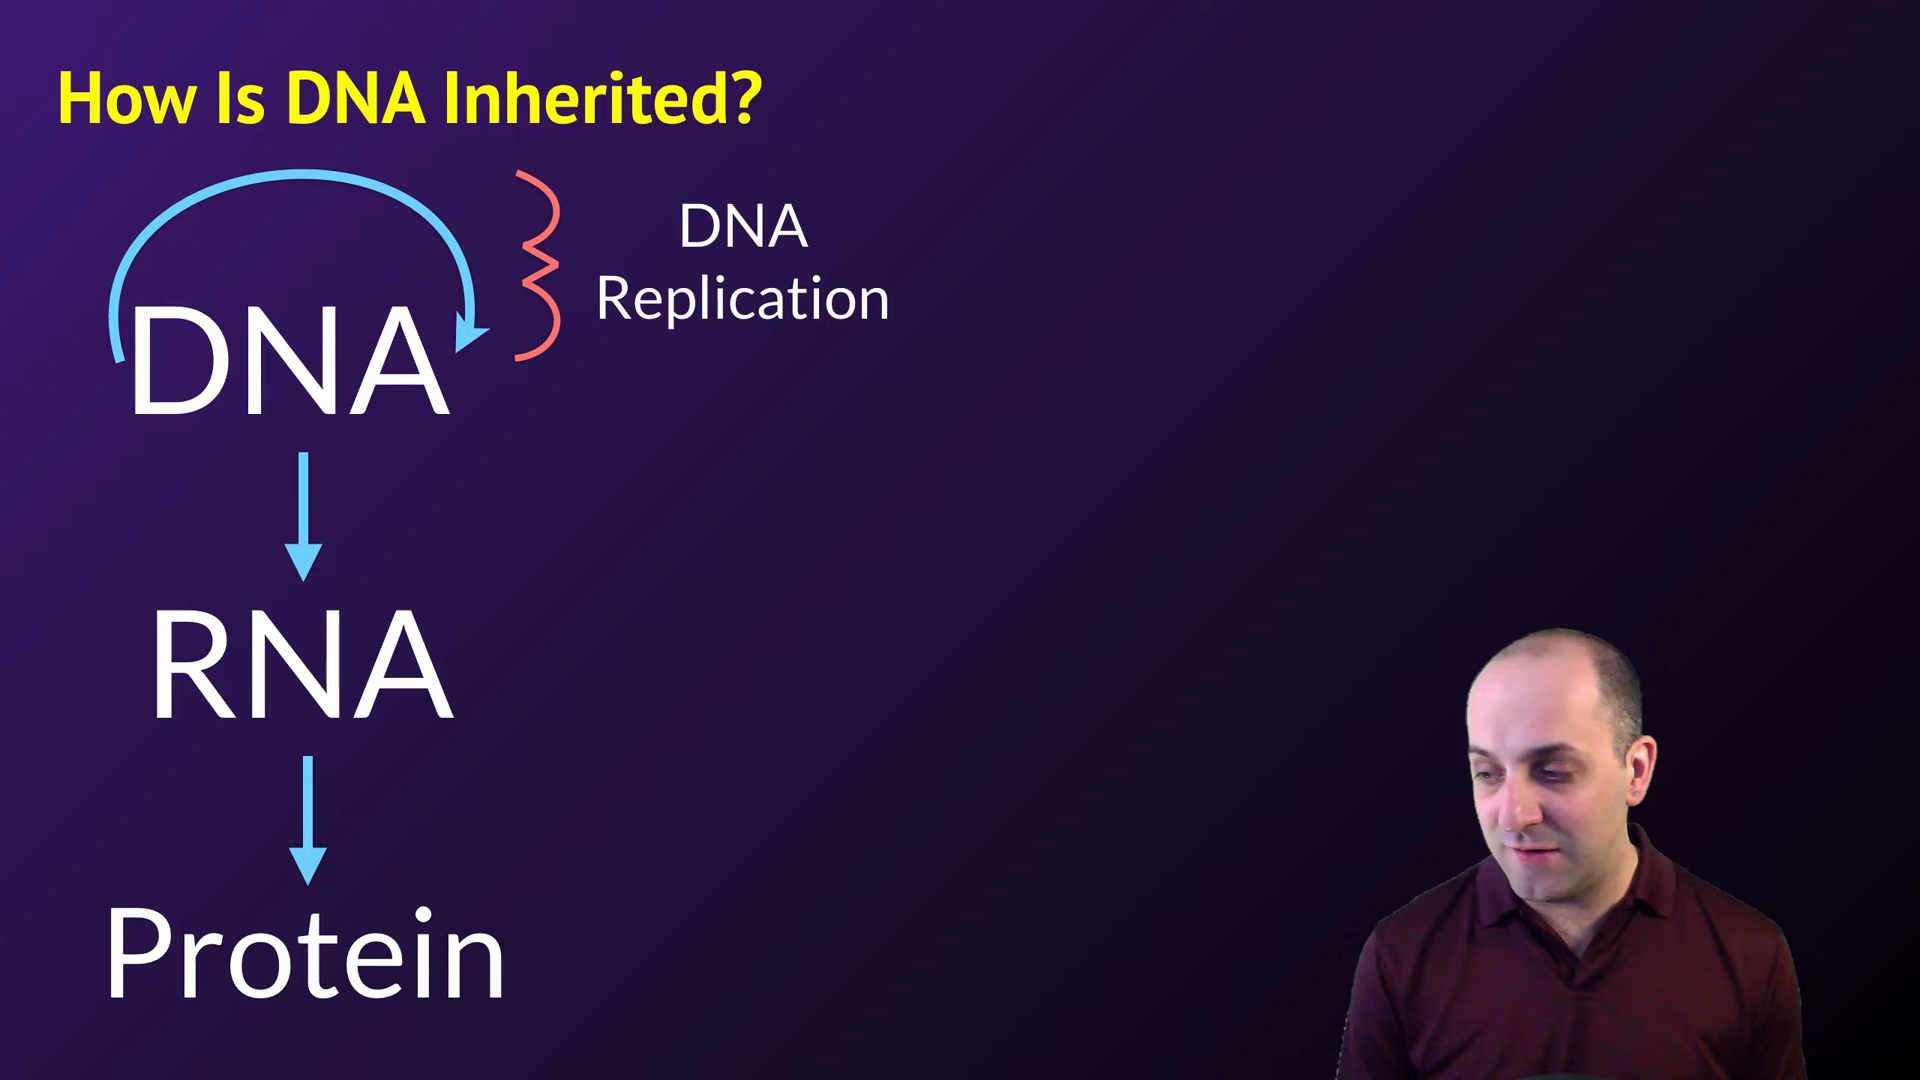 How Is DNA Inherited?
DNA
Replication
DNA
RNA
Protein